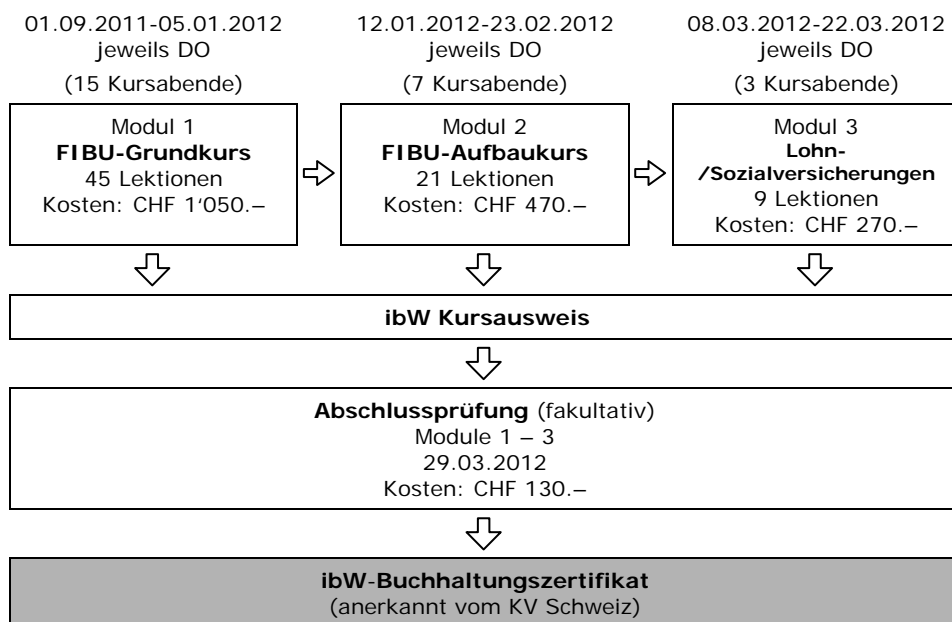 01.09.2011-05.01.2012
jeweils DO
(15 Kursabende)
12.01.2012-23.02.2012
jeweils DO
(7 Kursabende)
08.03.2012-22.03.2012
jeweils DO
(3 Kursabende)
Modul 1
FIBU-Grundkurs
45 Lektionen
Kosten: CHF 1'050.–
Modul 2
FIBU-Aufbaukurs
21 Lektionen
Kosten: CHF 470.–
Modul 3
Lohn-
/Sozialversicherungen
9 Lektionen
Kosten: CHF 270.–
ibW Kursausweis
Abschlussprüfung (fakultativ)
Module 1 – 3
29.03.2012
Kosten: CHF 130.–
ibW-Buchhaltungszertifikat
(anerkannt vom KV Schweiz)